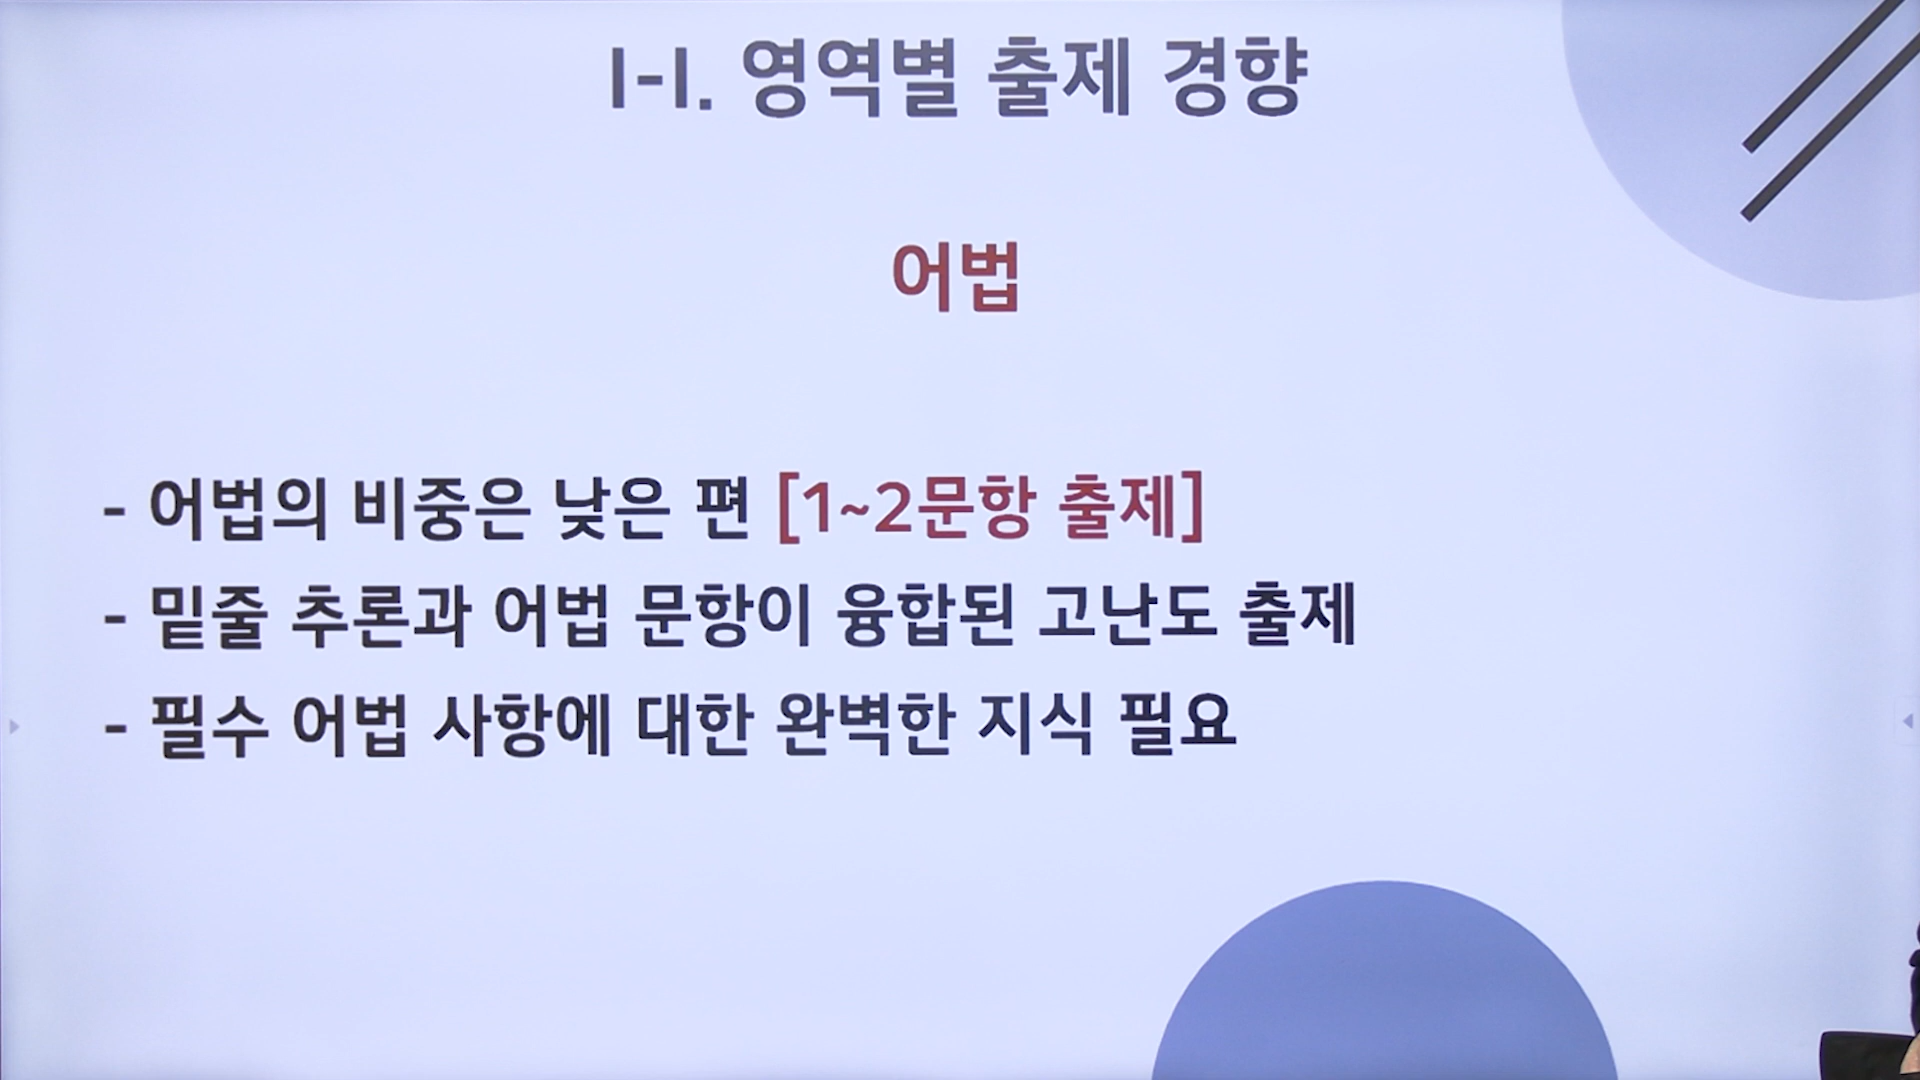 I-I. 영역별 출제 경향
어법
- 어법의 비중은 낮은 편 [1~2문항 출제]
- 밑줄 추론과 어법 문항이 융합된 고난도 출제
- 필수 어법 사항에 대한 완벽한 지식 필요